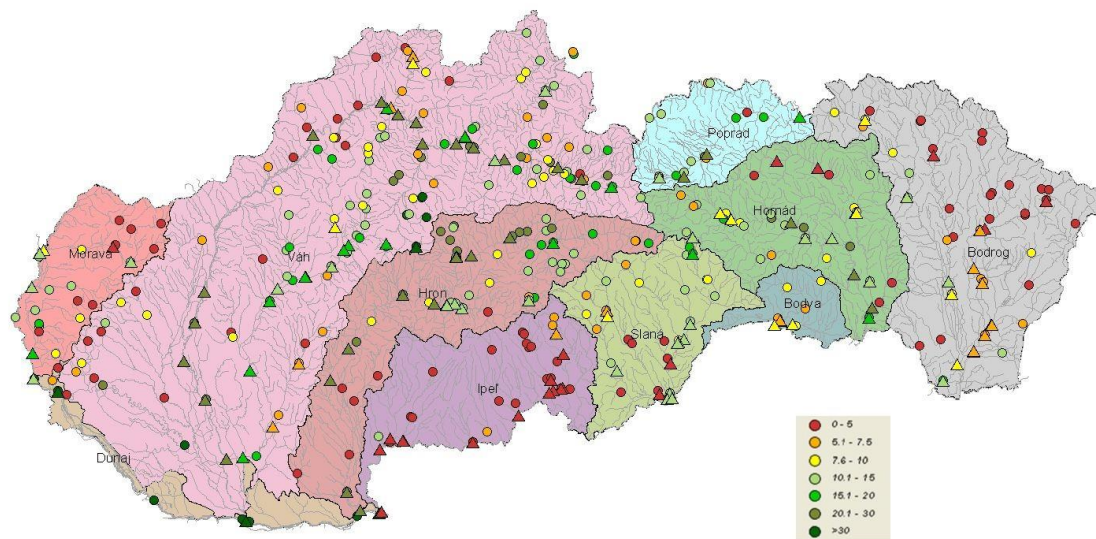 Poprad
Hornád
Morava
Váh
Bodrog
Hron
Bodva
Slaná
Ipeľ
Dunaj
0 - 5
5.1 - 7.5
7.6 - 10
10.1 - 15
15.1 - 20
20.1 - 30
>30